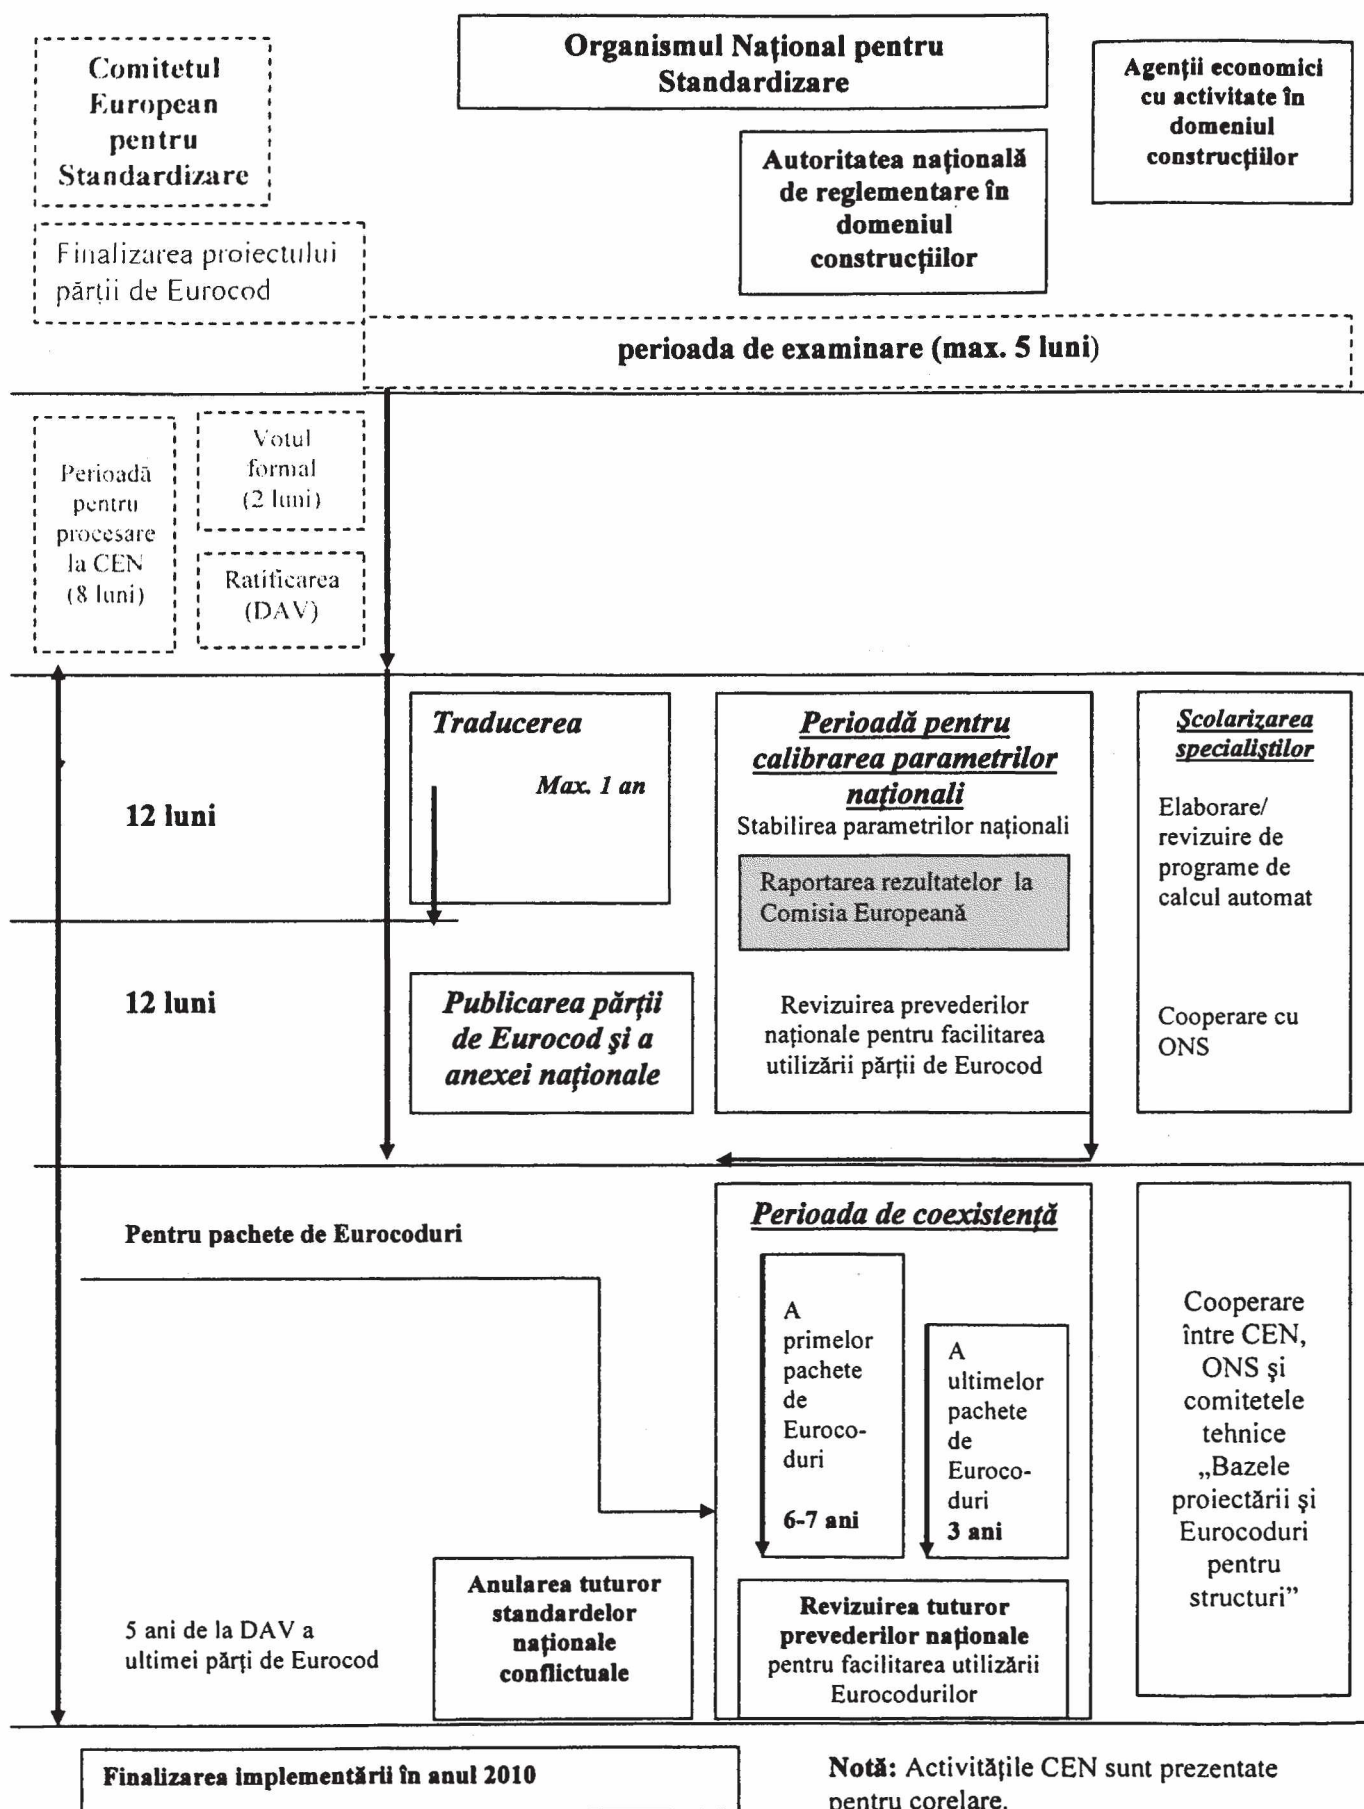 Comitetul
European
pentru
Standardizare
Organismul Național pentru
Standardizare
Agenții economici
cu activitate în
domeniul
construcțiilor
Autoritatea națională
de reglementare în
domeniul
construcțiilor
Finalizarea proiectului
părții de Eurocod
perioada de examinare (max. 5 luni)
Perioadă
pentru
procesare
la CEN
(8 luni)
Votul
formal
(2 luni)
Ratificarea
(DAV)
12 luni
Traducerea
Max. 1 an
Perioadă pentru
calibrarea parametrilor
naționali
Stabilirea parametrilor naționali
Raportarea rezultatelor la
Comisia Europeană
Revizuirea prevederilor
naționale pentru facilitarea
utilizării părții de Eurocod
Școlarizarea
specialiștilor
Elaborare/
revizuire de
programe de
calcul automat
Cooperare cu
ONS
12 luni
Publicarea părții
de Eurocod și a
anexei naționale
Pentru pachete de Eurocoduri
Perioada de coexistență
A
primelor
pachete
de
Euroco-
duri
6-7 ani
A
ultimelor
pachete
de
Euroco-
duri
3 ani
Cooperare
între CEN,
ONS și
comitetele
tehnice
„Bazele
proiectării și
Eurocoduri
pentru
structuri”
5 ani de la DAV a
ultimei părți de Eurocod
Anularea tuturor
standardelor
naționale
conflictuale
Revizuirea tuturor
prevederilor naționale
pentru facilitarea utilizării
Eurocodurilor
Finalizarea implementării în anul 2010
Notă: Activitățile CEN sunt prezentate
pentru corelare.